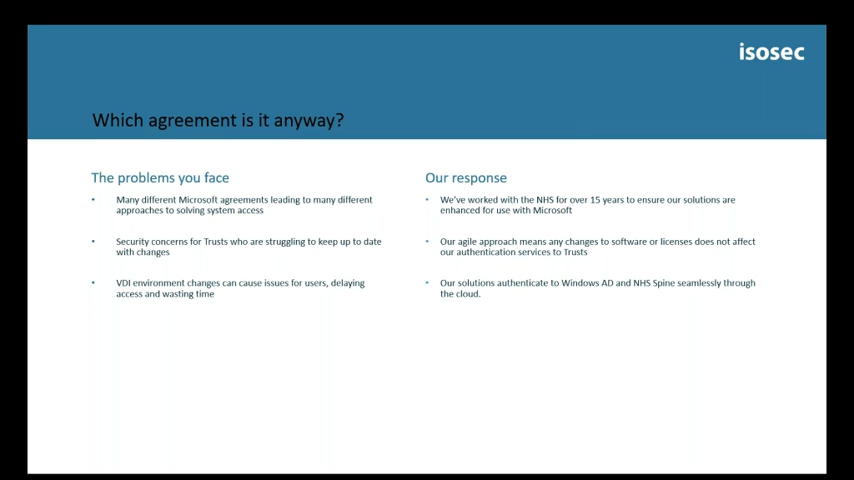 isosec
Which agreement is it anyway?
The problems you face
• Many different Microsoft agreements leading to many different
approaches to solving system access
• Security concerns for Trusts who are struggling to keep up to date
with changes
• VDI environment changes can cause issues for users, delaying
access and wasting time
Our response
• We've worked with the NHS for over 15 years to ensure our solutions are
enhanced for use with Microsoft
• Our agile approach means any changes to software or licenses does not affect
our authentication services to Trusts
• Our solutions authenticate to Windows AD and NHS Spine seamlessly through
the cloud.